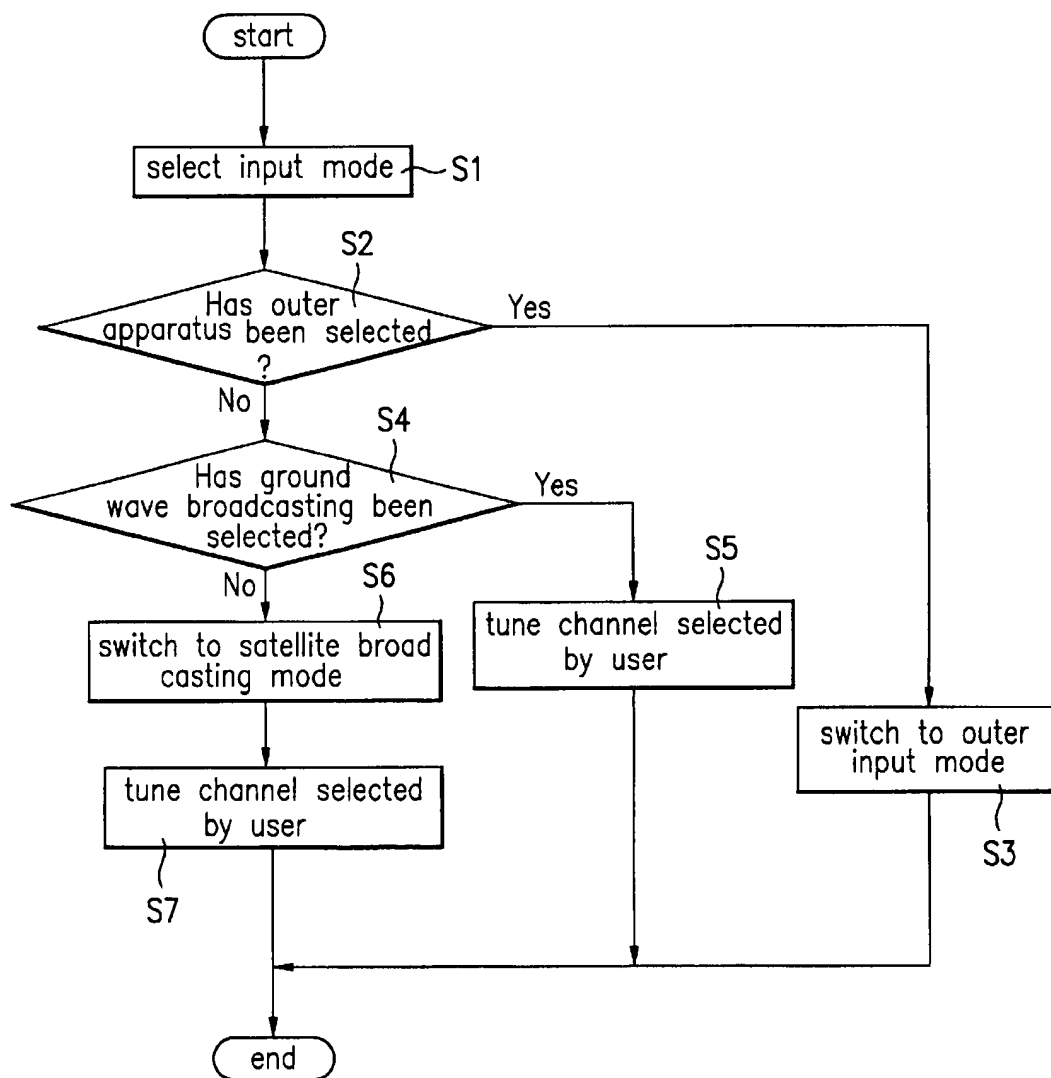 start
select input mode
S1
S2
Has outer
apparatus been selected
?
Yes
No
S4
Has ground
wave broadcasting been
selected?
Yes
No
S6
switch to satellite broad
casting mode
S5
tune channel selected
by user
switch to outer
input mode
S3
tune channel selected
by user
S7
end